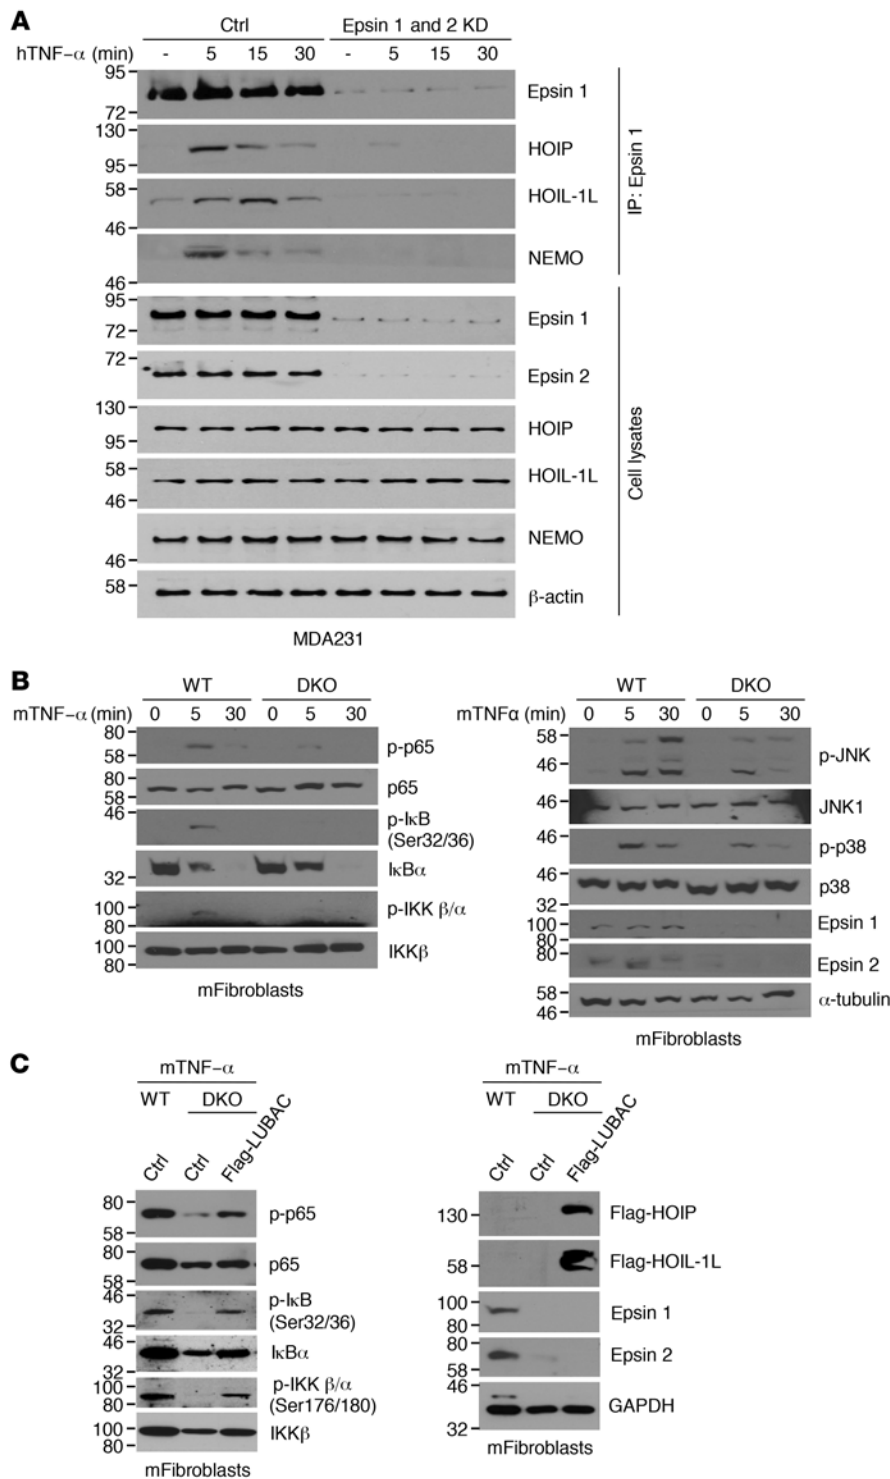 A
Ctrl Epsin 1 and 2 KD
hTNF-α (min) - 5 15 30 - 5 15 30
95
72
Epsin 1
130
95
HOIP
58
46
HOIL-1L
46
NEMO
IP: Epsin 1
95
72
Epsin 1
72
Epsin 2
130
95
HOIP
58
46
HOIL-1L
46
NEMO
58
β-actin
Cell lysates
MDA231
B
WT DKO
mTNF-α (min) 0 5 30 0 5 30
80
58
p-p65
80
58
p65
46
p-IκB
(Ser32/36)
32
IκBα
100
80
p-IKK β/α
100
80
IKKβ
mFibroblasts
WT DKO
mTNFα (min) 0 5 30 0 5 30
58
46
p-JNK
46
JNK1
46
p-p38
46
32
p38
100
80
Epsin 1
80
Epsin 2
58
46
α-tubulin
mFibroblasts
C
mTNF-α
WT DKO
Ctrl Ctrl Flag-LUBAC
80
58
p-p65
80
58
p65
46
32
p-IκB
(Ser32/36)
46
32
IκBα
100
80
p-IKK β/α
(Ser176/180)
100
80
IKKβ
mFibroblasts
mTNF-α
WT DKO
Ctrl Ctrl Flag-LUBAC
130
Flag-HOIP
58
Flag-HOIL-1L
100
80
Epsin 1
80
58
Epsin 2
46
32
GAPDH
mFibroblasts